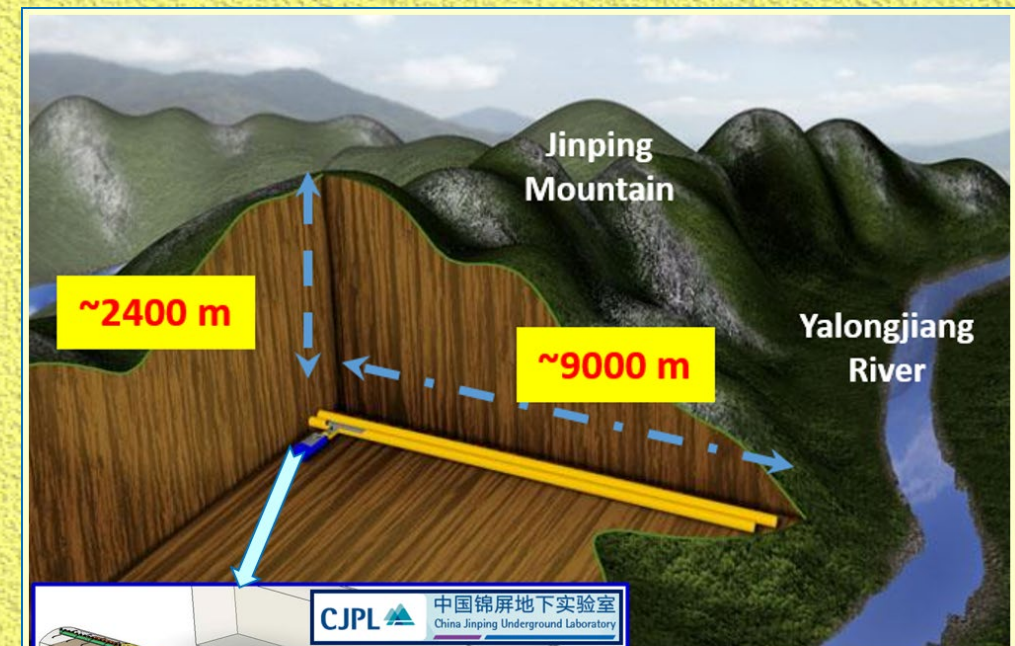 Jinping
Mountain
~2400 m
~9000 m
Yalongjiang
River
CJPL
中国锦屏地下实验室
China Jinping Underground Laboratory